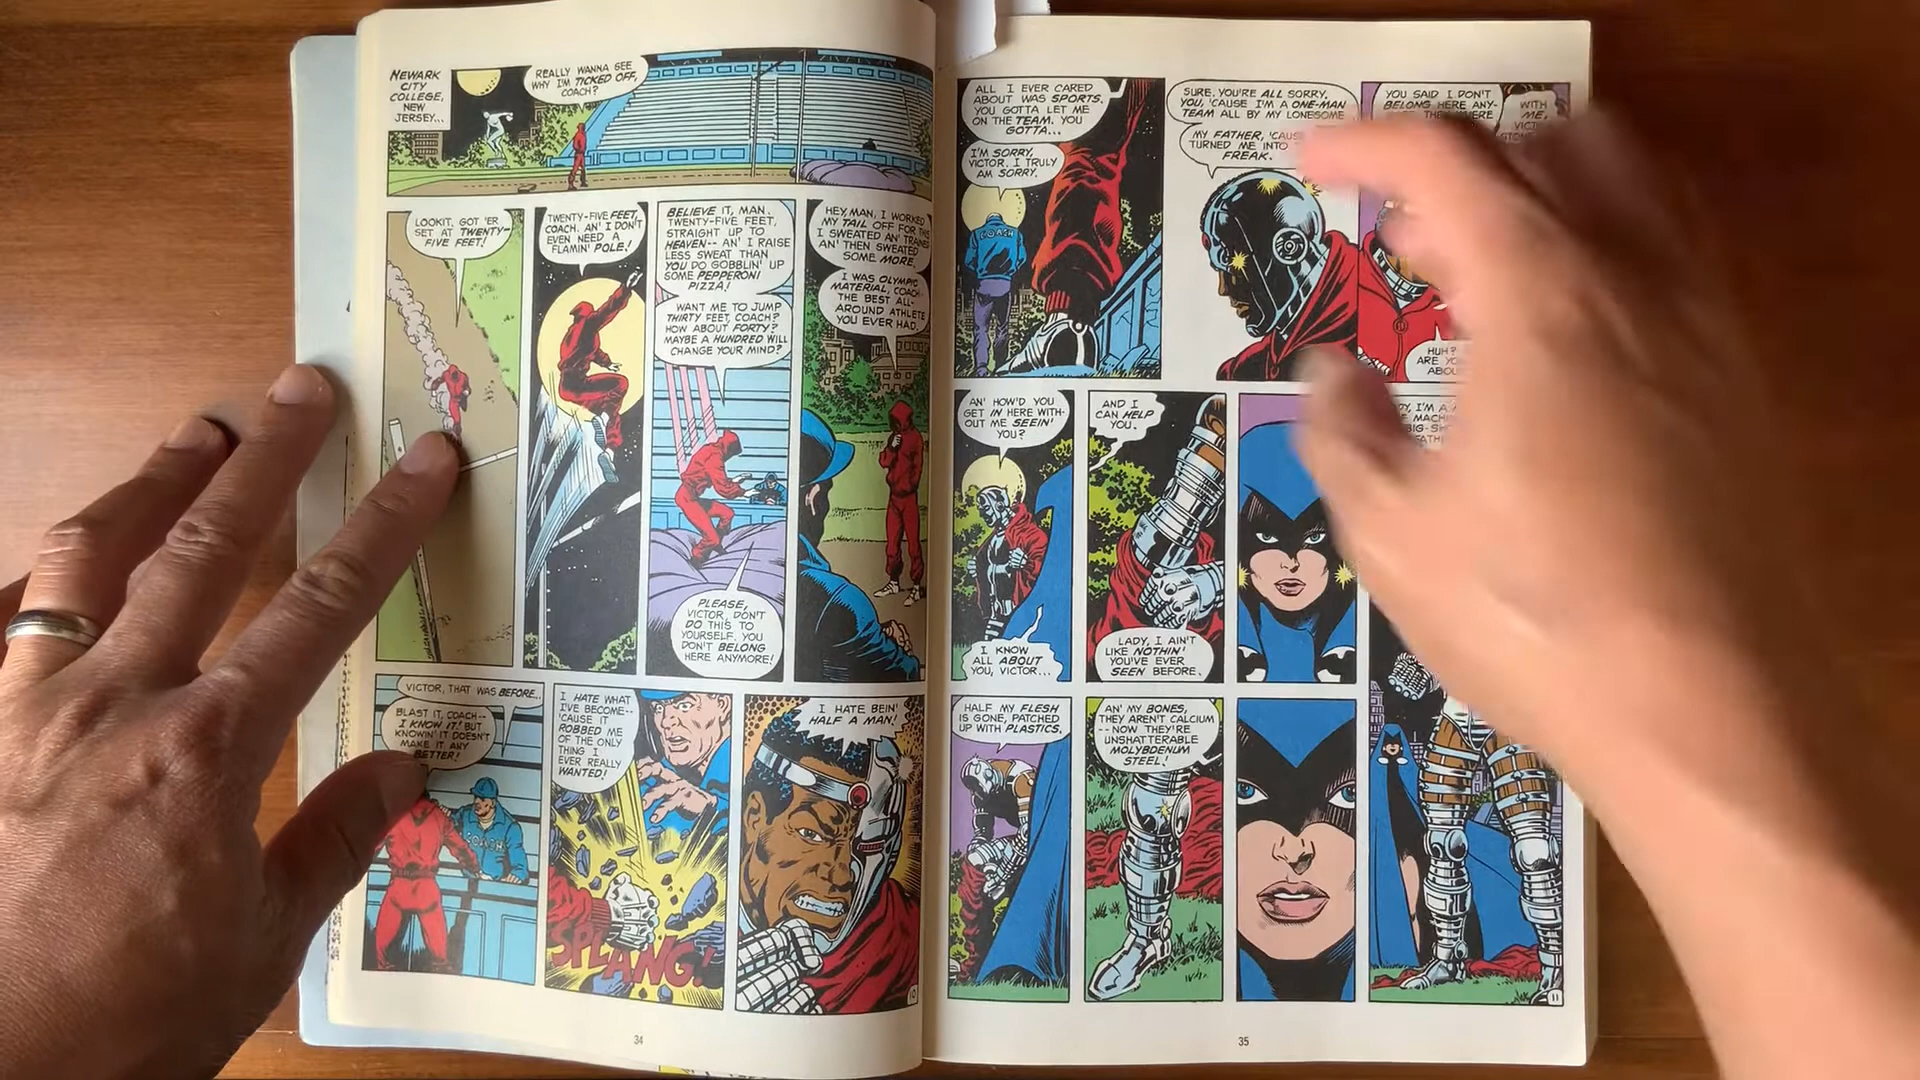 NEWARK
CITY
COLLEGE,
NEW
JERSEY...
REALLY WANNA SEE
WHY I'M TICKED OFF,
COACH?
LOOKIT. GOT 'ER
SET AT TWENTY-
FIVE FEET!
TWENTY-FIVE FEET,
COACH. AN' I DON'T
EVEN NEED A
FLAMIN' POLE!
BELIEVE IT, MAN.
TWENTY-FIVE FEET,
STRAIGHT UP TO
HEAVEN-- AN' I RAISE
LESS SWEAT THAN
YOU DO GOBBLIN' UP
SOME PEPPERONI
PIZZA!
WANT ME TO JUMP
THIRTY FEET, COACH?
HOW ABOUT FORTY?
MAYBE A HUNDRED WILL
CHANGE YOUR MIND?
PLEASE,
VICTOR, DON'T
DO THIS TO
YOURSELF. YOU
DON'T BELONG
HERE ANYMORE!
HEY, MAN, I WORKED
MY TAIL OFF FOR THIS
I SWEATED AN' TRAINED
AN' THEN SWEATED
SOME MORE.
I WAS OLYMPIC
MATERIAL, COACH--
THE BEST ALL-
AROUND ATHLETE
YOU EVER HAD.
VICTOR, THAT WAS BEFORE...
BLAST IT, COACH--
I KNOW IT! BUT
KNOWIN' IT DOESN'T
MAKE IT ANY
BETTER!
COACH
I HATE WHAT
I'VE BECOME--
'CAUSE IT
ROBBED ME
OF THE ONLY
THING I
EVER REALLY
WANTED!
SPLANG!
I HATE BEIN'
HALF A MAN!
10
34
ALL I EVER CARED
ABOUT WAS SPORTS.
YOU GOTTA LET ME
ON THE TEAM. YOU
GOTTA...
I'M SORRY,
VICTOR. I TRULY
AM SORRY.
COACH
SURE. YOU'RE ALL SORRY.
YOU, 'CAUSE I'M A ONE-MAN
TEAM ALL BY MY LONESOME
MY FATHER, 'CAUSE
TURNED ME INTO
FREAK.
YOU SAID I DON'T
BELONG HERE ANY-
WITH
ME,
HUH?
ARE
AN' HOW'D YOU
GET IN HERE WITH-
OUT ME SEEIN'
YOU?
I KNOW
ALL ABOUT
YOU, VICTOR...
AND I
CAN HELP
YOU.
LADY, I AIN'T
LIKE NOTHIN'
YOU'VE EVER
SEEN BEFORE.
I'M A
BIG-
HALF MY FLESH
IS GONE, PATCHED
UP WITH PLASTICS.
AN' MY BONES,
THEY AREN'T CALCIUM
-- NOW THEY'RE
UNSHATTERABLE
MOLYBDENUM
STEEL!
11
35